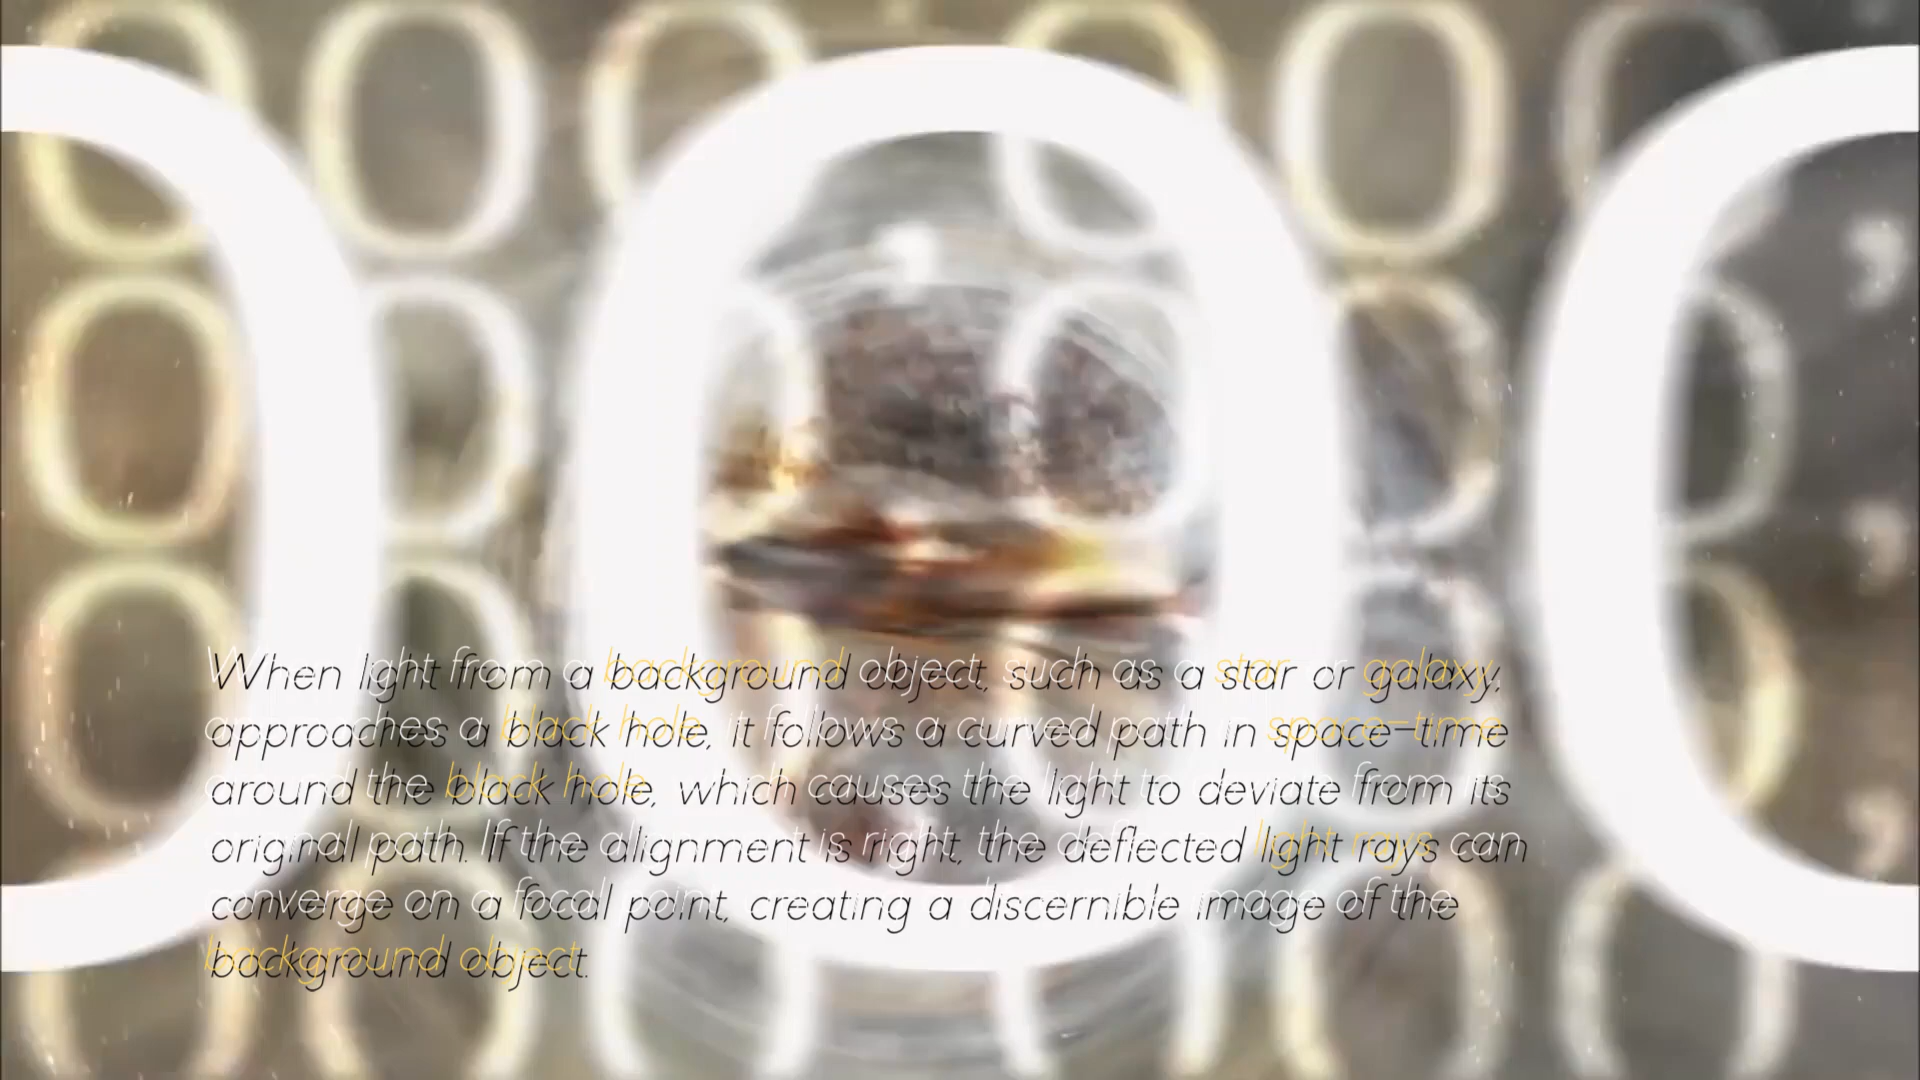 When light from a background object, such as a star or galaxy,
approaches a black hole, it follows a curved path in space-time
around the black hole, which causes the light to deviate from its
original path. If the alignment is right, the deflected light rays can
converge on a focal point, creating a discernible image of the
background object.